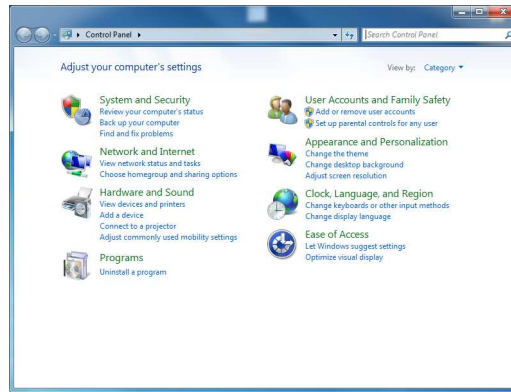 Control Panel
Search Control Panel
Adjust your computer's settings
View by: Category
System and Security
Review your computer's status
Back up your computer
Find and fix problems
Network and Internet
View network status and tasks
Choose homegroup and sharing options
Hardware and Sound
View devices and printers
Add a device
Connect to a projector
Adjust commonly used mobility settings
Programs
Uninstall a program
User Accounts and Family Safety
Add or remove user accounts
Set up parental controls for any user
Appearance and Personalization
Change the theme
Change desktop background
Adjust screen resolution
Clock, Language, and Region
Change keyboards or other input methods
Change display language
Ease of Access
Let Windows suggest settings
Optimize visual display